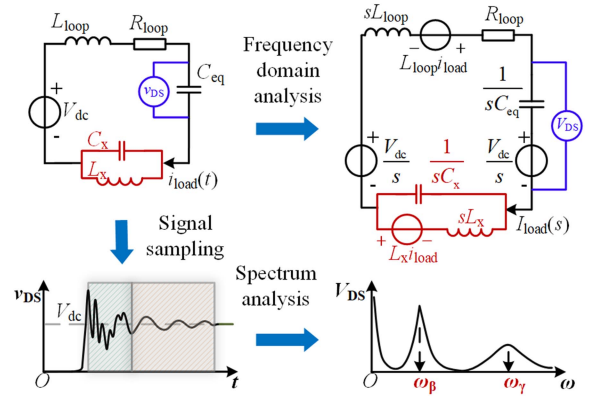 L_loop R_loop
C_eq
v_DS
+
V_dc
-
C_x
L_x
i_load(t)
Frequency
domain
analysis
sL_loop
R_loop
- +
L_loop i_load
1
sC_eq
V_DS
+
V_dc
s
-
+
V_dc
s
-
1
sC_x
sL_x
+ -
L_x i_load
I_load(s)
Signal
sampling
Spectrum
analysis
v_DS
V_dc
O
t
V_DS
O
ω_β
ω_γ
ω